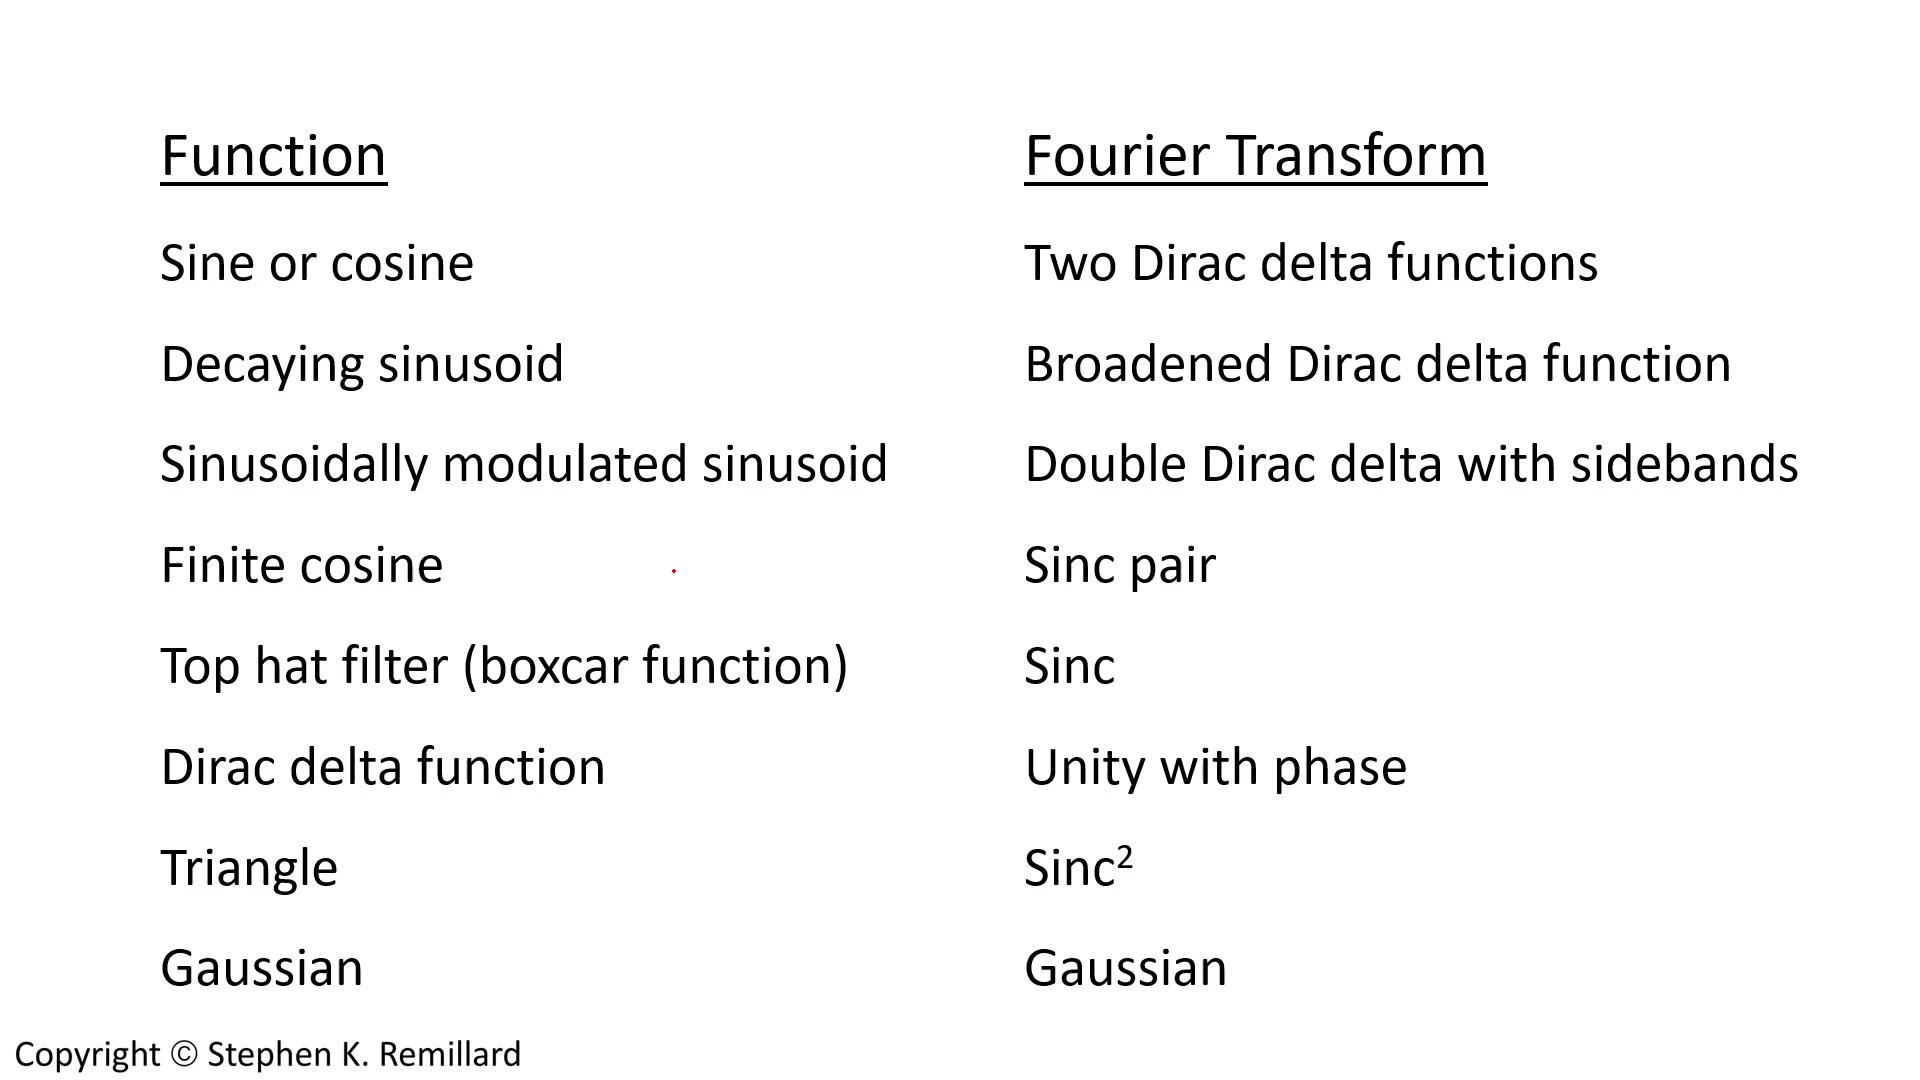 Function Fourier Transform
Sine or cosine Two Dirac delta functions
Decaying sinusoid Broadened Dirac delta function
Sinusoidally modulated sinusoid Double Dirac delta with sidebands
Finite cosine Sinc pair
Top hat filter (boxcar function) Sinc
Dirac delta function Unity with phase
Triangle Sinc²
Gaussian Gaussian
Copyright © Stephen K. Remillard